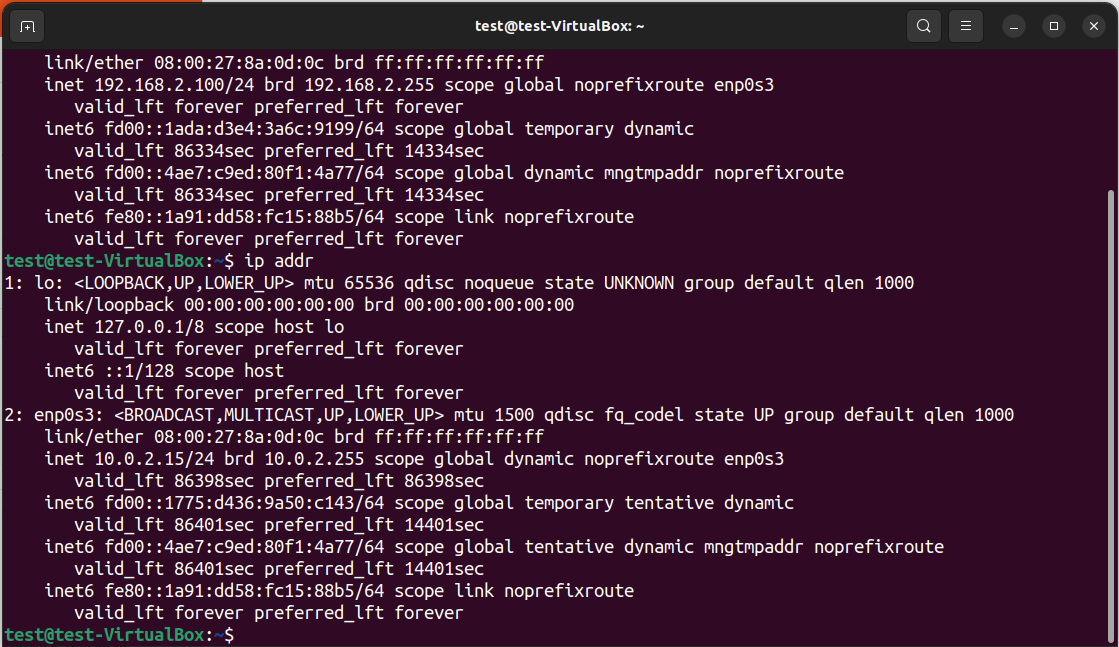 test@test-VirtualBox: ~
link/ether 08:00:27:8a:0d:0c brd ff:ff:ff:ff:ff:ff
inet 192.168.2.100/24 brd 192.168.2.255 scope global noprefixroute enp0s3
valid_lft forever preferred_lft forever
inet6 fd00::1ada:d3e4:3a6c:9199/64 scope global temporary dynamic
valid_lft 86334sec preferred_lft 14334sec
inet6 fd00::4ae7:c9ed:80f1:4a77/64 scope global dynamic mngtmpaddr noprefixroute
valid_lft 86334sec preferred_lft 14334sec
inet6 fe80::1a91:dd58:fc15:88b5/64 scope link noprefixroute
valid_lft forever preferred_lft forever
test@test-VirtualBox:~$ ip addr
1: lo: <LOOPBACK,UP,LOWER_UP> mtu 65536 qdisc noqueue state UNKNOWN group default qlen 1000
link/loopback 00:00:00:00:00:00 brd 00:00:00:00:00:00
inet 127.0.0.1/8 scope host lo
valid_lft forever preferred_lft forever
inet6 ::1/128 scope host
valid_lft forever preferred_lft forever
2: enp0s3: <BROADCAST,MULTICAST,UP,LOWER_UP> mtu 1500 qdisc fq_codel state UP group default qlen 1000
link/ether 08:00:27:8a:0d:0c brd ff:ff:ff:ff:ff:ff
inet 10.0.2.15/24 brd 10.0.2.255 scope global dynamic noprefixroute enp0s3
valid_lft 86398sec preferred_lft 86398sec
inet6 fd00::1775:d436:9a50:c143/64 scope global temporary tentative dynamic
valid_lft 86401sec preferred_lft 14401sec
inet6 fd00::4ae7:c9ed:80f1:4a77/64 scope global tentative dynamic mngtmpaddr noprefixroute
valid_lft 86401sec preferred_lft 14401sec
inet6 fe80::1a91:dd58:fc15:88b5/64 scope link noprefixroute
valid_lft forever preferred_lft forever
test@test-VirtualBox:~$